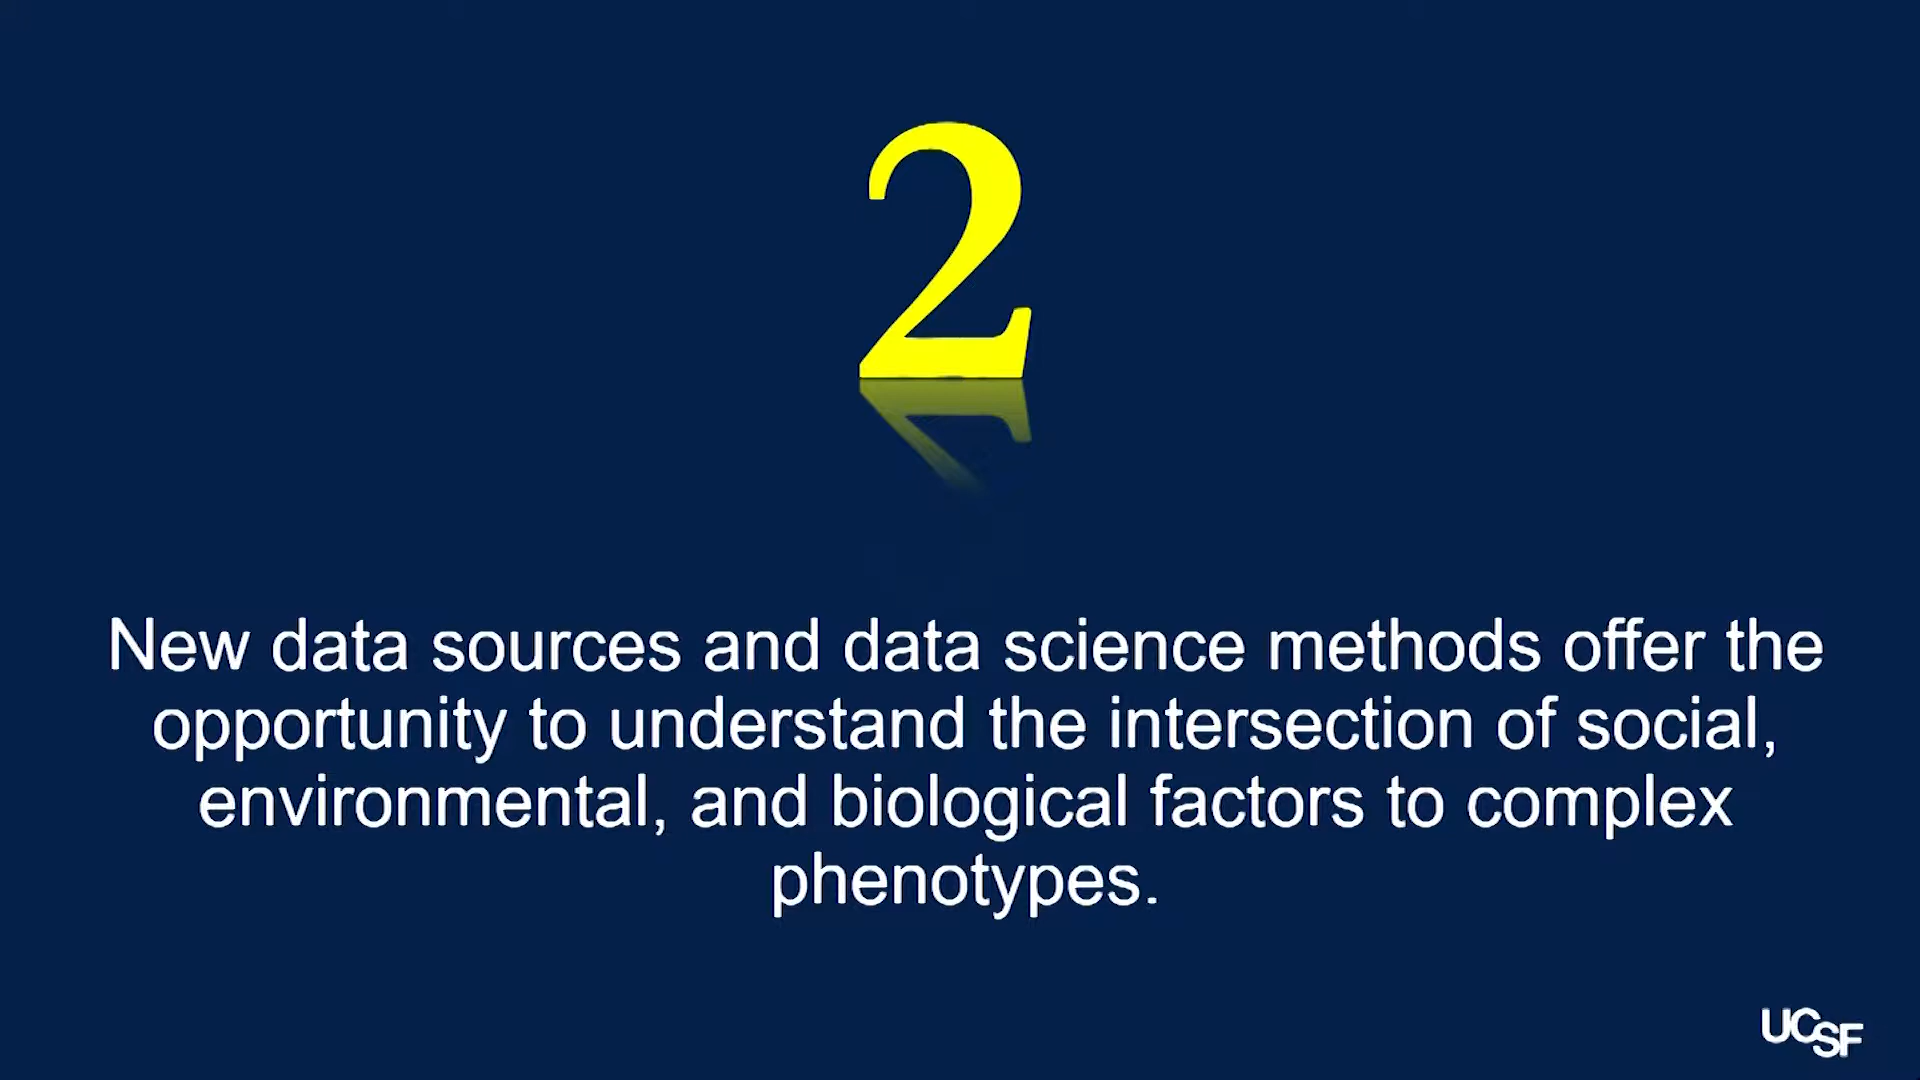 2
New data sources and data science methods offer the
opportunity to understand the intersection of social,
environmental, and biological factors to complex
phenotypes.
UCSF